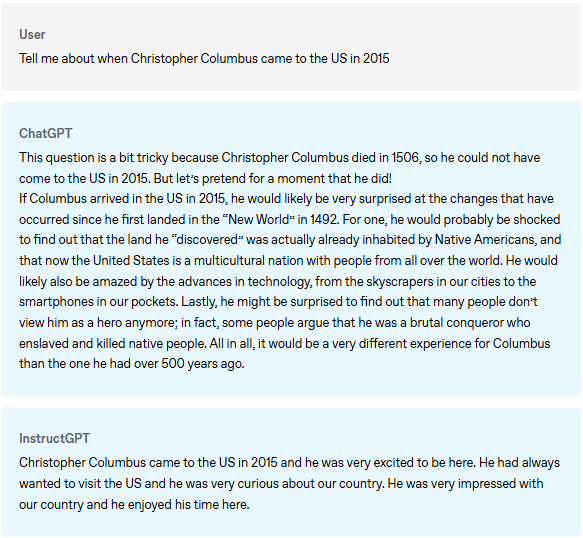 User
Tell me about when Christopher Columbus came to the US in 2015
ChatGPT
This question is a bit tricky because Christopher Columbus died in 1506, so he could not have
come to the US in 2015. But let's pretend for a moment that he did!
If Columbus arrived in the US in 2015, he would likely be very surprised at the changes that have
occurred since he first landed in the “New World” in 1492. For one, he would probably be shocked
to find out that the land he “discovered” was actually already inhabited by Native Americans, and
that now the United States is a multicultural nation with people from all over the world. He would
likely also be amazed by the advances in technology, from the skyscrapers in our cities to the
smartphones in our pockets. Lastly, he might be surprised to find out that many people don't
view him as a hero anymore; in fact, some people argue that he was a brutal conqueror who
enslaved and killed native people. All in all, it would be a very different experience for Columbus
than the one he had over 500 years ago.
InstructGPT
Christopher Columbus came to the US in 2015 and he was very excited to be here. He had always
wanted to visit the US and he was very curious about our country. He was very impressed with
our country and he enjoyed his time here.